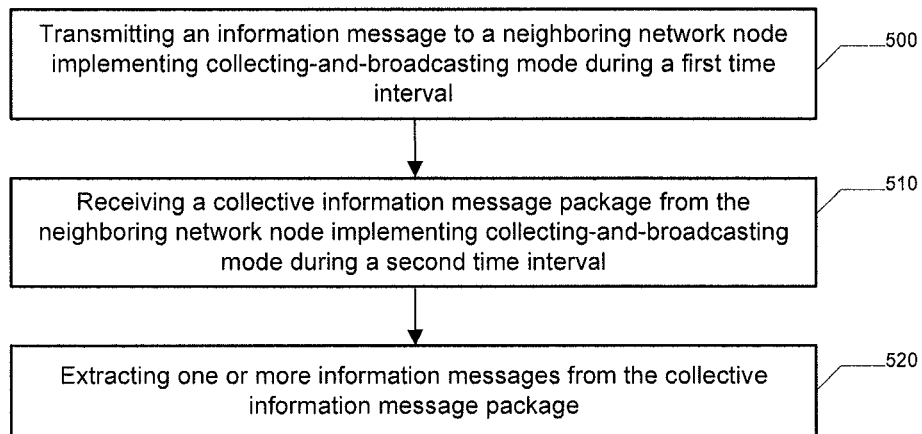 Transmitting an information message to a neighboring network node
implementing collecting-and-broadcasting mode during a first time
interval
500
Receiving a collective information message package from the
neighboring network node implementing collecting-and-broadcasting
mode during a second time interval
510
Extracting one or more information messages from the collective
information message package
520